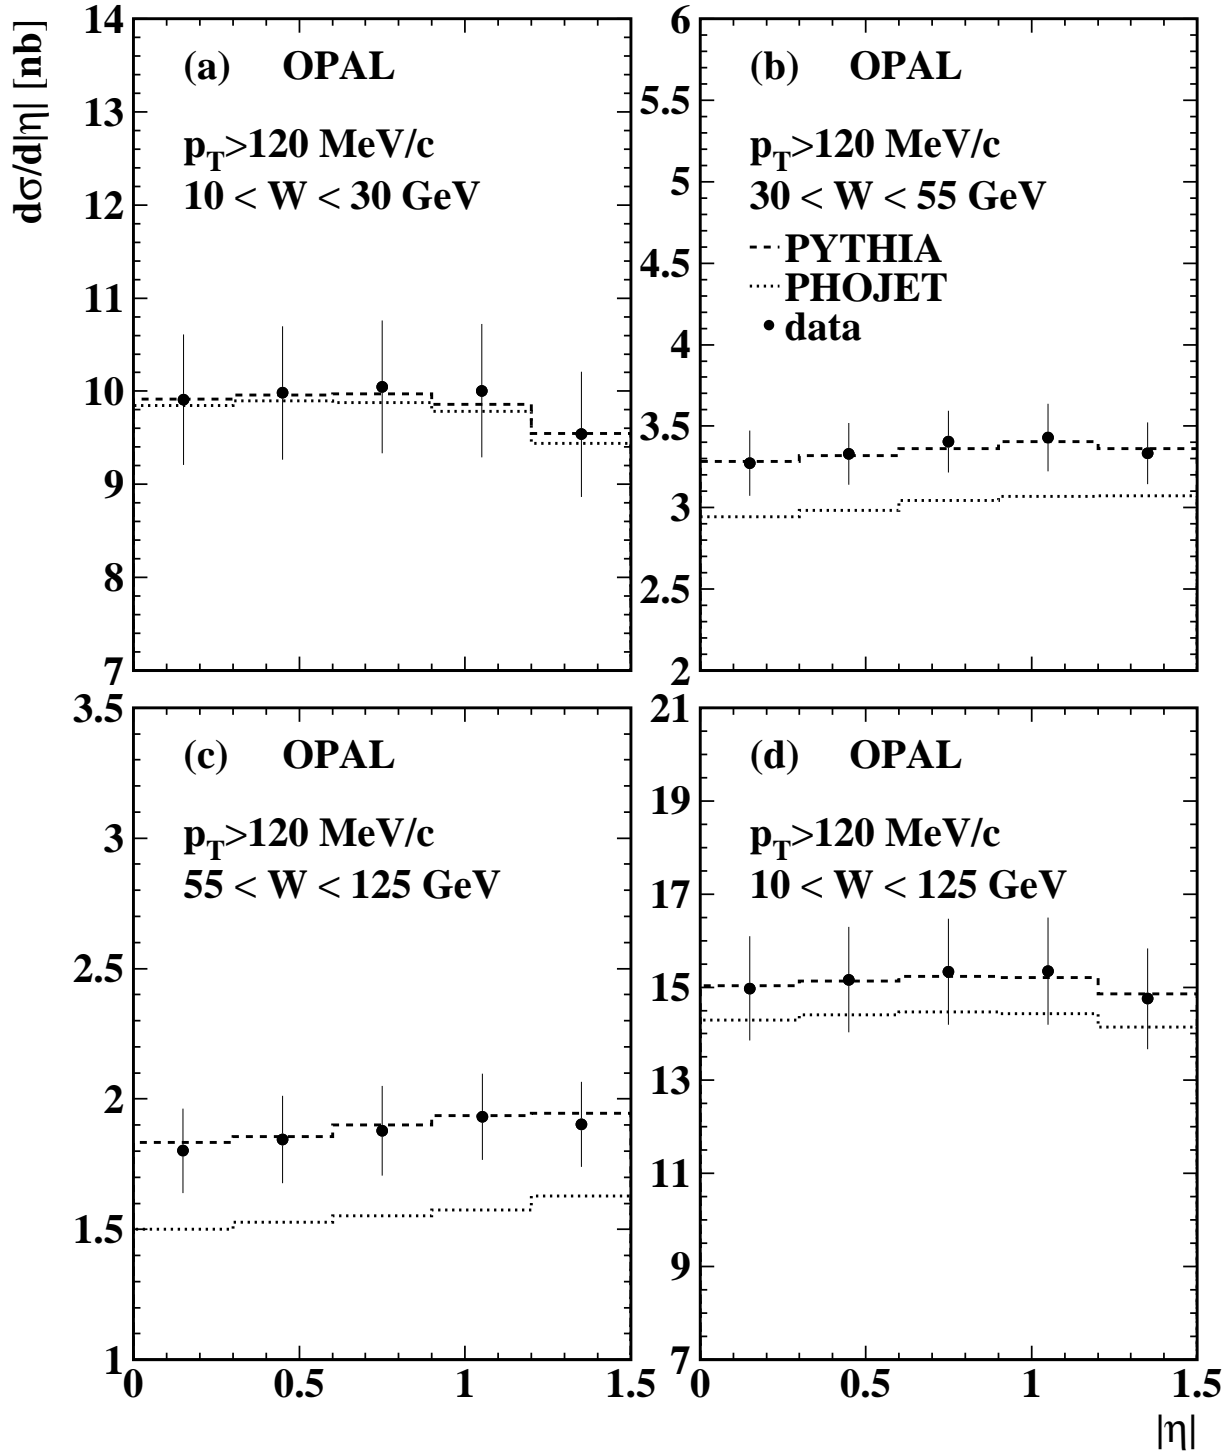 dσ/d|η| [nb]
(a) OPAL
p_T>120 MeV/c
10 < W < 30 GeV
14
13
12
11
10
9
8
7
(b) OPAL
p_T>120 MeV/c
30 < W < 55 GeV
PYTHIA
PHOJET
data
6
5.5
5
4.5
4
3.5
3
2.5
2
(c) OPAL
p_T>120 MeV/c
55 < W < 125 GeV
3.5
3
2.5
2
1.5
1
0 0.5 1 1.5
(d) OPAL
p_T>120 MeV/c
10 < W < 125 GeV
21
19
17
15
13
11
9
7
0 0.5 1 1.5
|η|